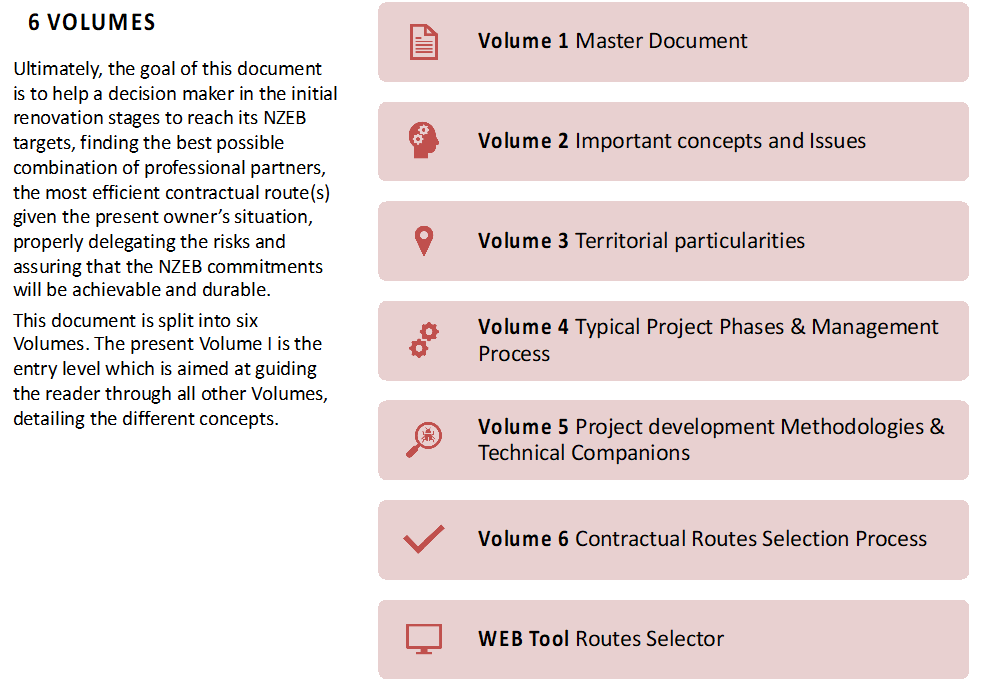 6 VOLUMES
Ultimately, the goal of this document
is to help a decision maker in the initial
renovation stages to reach its NZEB
targets, finding the best possible
combination of professional partners,
the most efficient contractual route(s)
given the present owner’s situation,
properly delegating the risks and
assuring that the NZEB commitments
will be achievable and durable.
This document is split into six
Volumes. The present Volume I is the
entry level which is aimed at guiding
the reader through all other Volumes,
detailing the different concepts.
Volume 1 Master Document
Volume 2 Important concepts and Issues
Volume 3 Territorial particularities
Volume 4 Typical Project Phases & Management
Process
Volume 5 Project development Methodologies &
Technical Companions
Volume 6 Contractual Routes Selection Process
WEB Tool Routes Selector